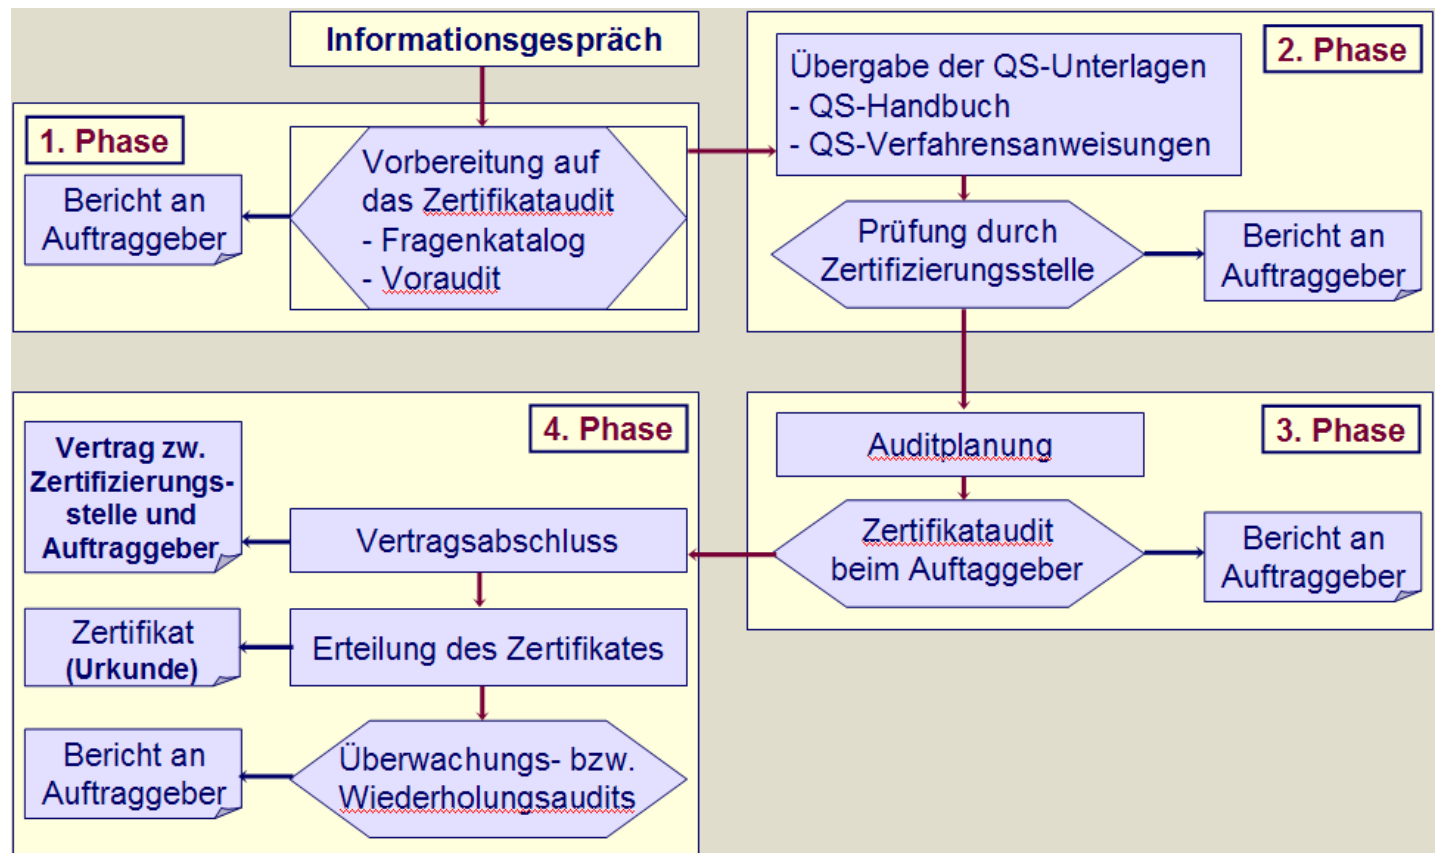 Informationsgespräch
1. Phase
Vorbereitung auf
das Zertifikataudit
- Fragenkatalog
- Voraudit
Bericht an
Auftraggeber
2. Phase
Übergabe der QS-Unterlagen
- QS-Handbuch
- QS-Verfahrensanweisungen
Prüfung durch
Zertifizierungsstelle
Bericht an
Auftraggeber
3. Phase
Auditplanung
Zertifikataudit
beim Auftaggeber
Bericht an
Auftraggeber
4. Phase
Vertragsabschluss
Vertrag zw.
Zertifizierungs-
stelle und
Auftraggeber
Erteilung des Zertifikates
Zertifikat
(Urkunde)
Überwachungs- bzw.
Wiederholungsaudits
Bericht an
Auftraggeber